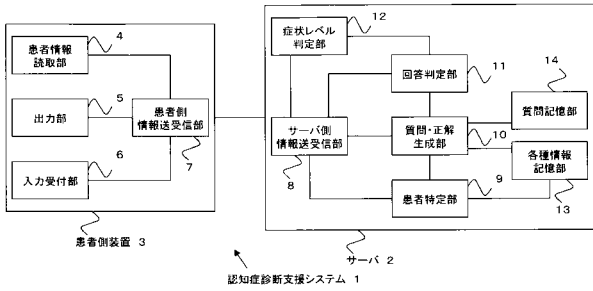 患者情報
読取部
4
出力部
5
入力受付部
6
患者側
情報送受信部
7
患者側装置 3
症状レベル
判定部
12
回答判定部
11
サーバ側
情報送受信部
8
質問・正解
生成部
10
質問記憶部
14
各種情報
記憶部
13
患者特定部
9
サーバ 2
認知症診断支援システム 1